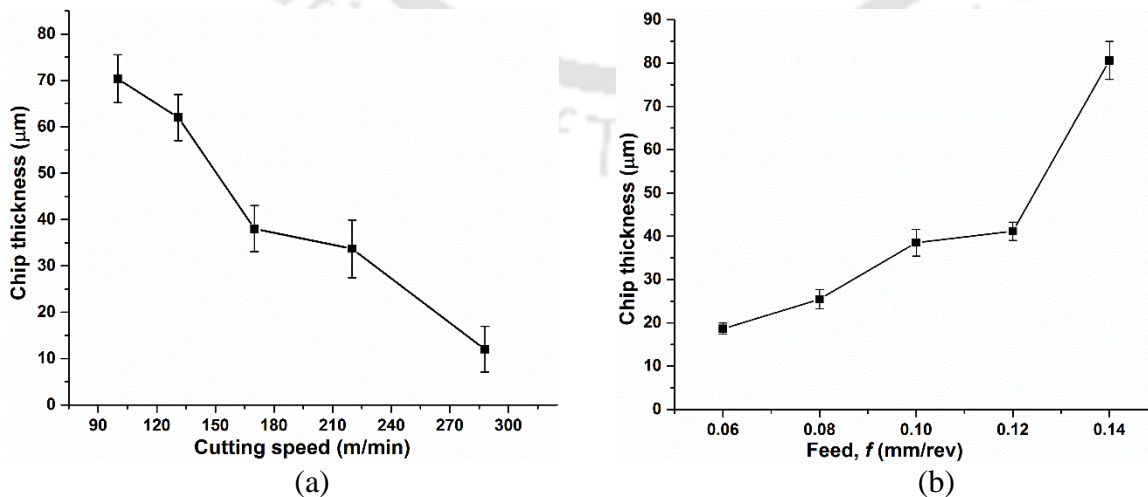 80
70
60
50
40
30
20
10
0
Chip thickness (μm)
90 120 150 180 210 240 270 300
Cutting speed (m/min)
(a)
90
80
70
60
50
40
30
20
10
0
Chip thickness (μm)
0.06 0.08 0.10 0.12 0.14
Feed, f (mm/rev)
(b)